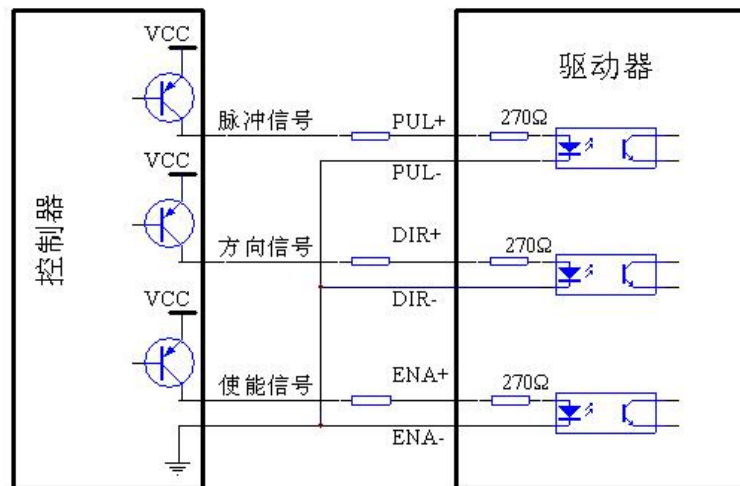 VCC
驱动器
脉冲信号
PUL+
270Ω
PUL-
VCC
控制器
方向信号
DIR+
270Ω
DIR-
VCC
使能信号
ENA+
270Ω
ENA-